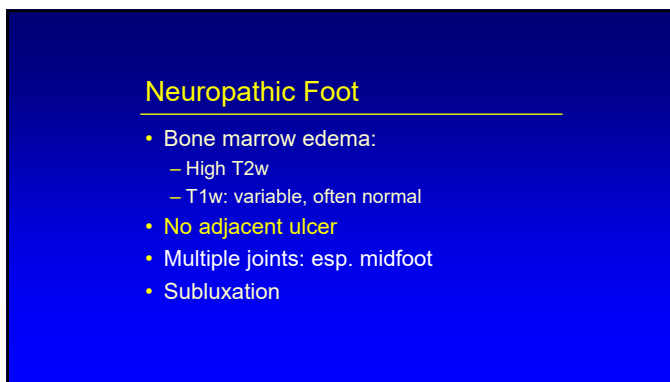 Neuropathic Foot
• Bone marrow edema:
– High T2w
– T1w: variable, often normal
• No adjacent ulcer
• Multiple joints: esp. midfoot
• Subluxation